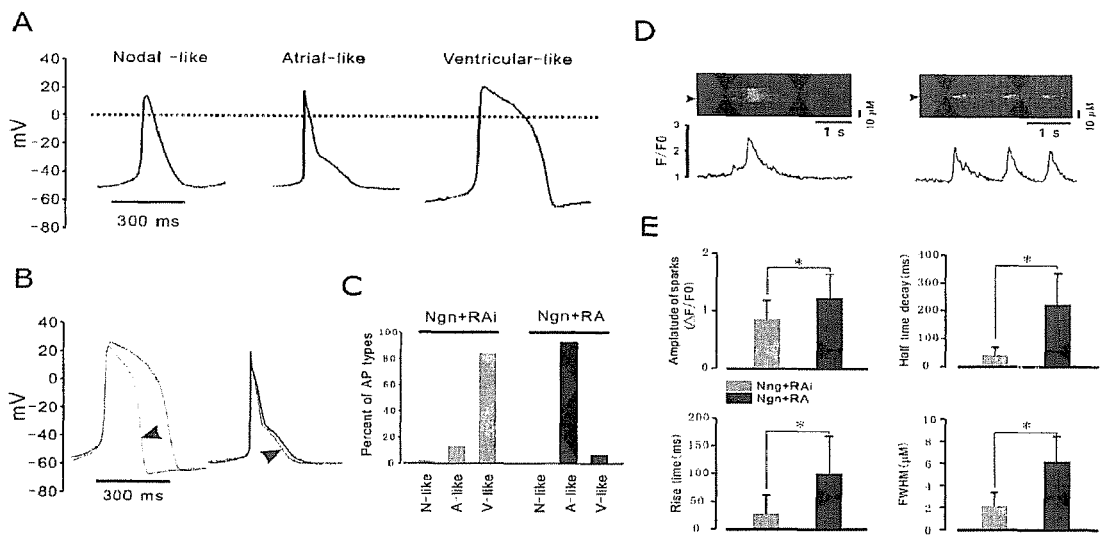 A
Nodal -like
Atrial-like
Ventricular-like
mV
40
20
0
-20
-40
-60
-80
300 ms
B
mV
40
20
0
-20
-40
-60
-80
300 ms
C
Ngn+RAi
Ngn+RA
Percent of AP types
100
80
60
40
20
0
N-like
A-like
V-like
N-like
A-like
V-like
D
1 s
10 µM
1 s
10 µM
F/F0
3
2
1
E
Amplatude of sparks
(△F/F0)
2
1
0
*
Half time decay(ms)
400
300
200
100
0
*
Nng+RAi
Ngn+RA
Rise time(ms)
200
150
100
50
0
*
FWHM(µM)
10
8
6
4
2
0
*